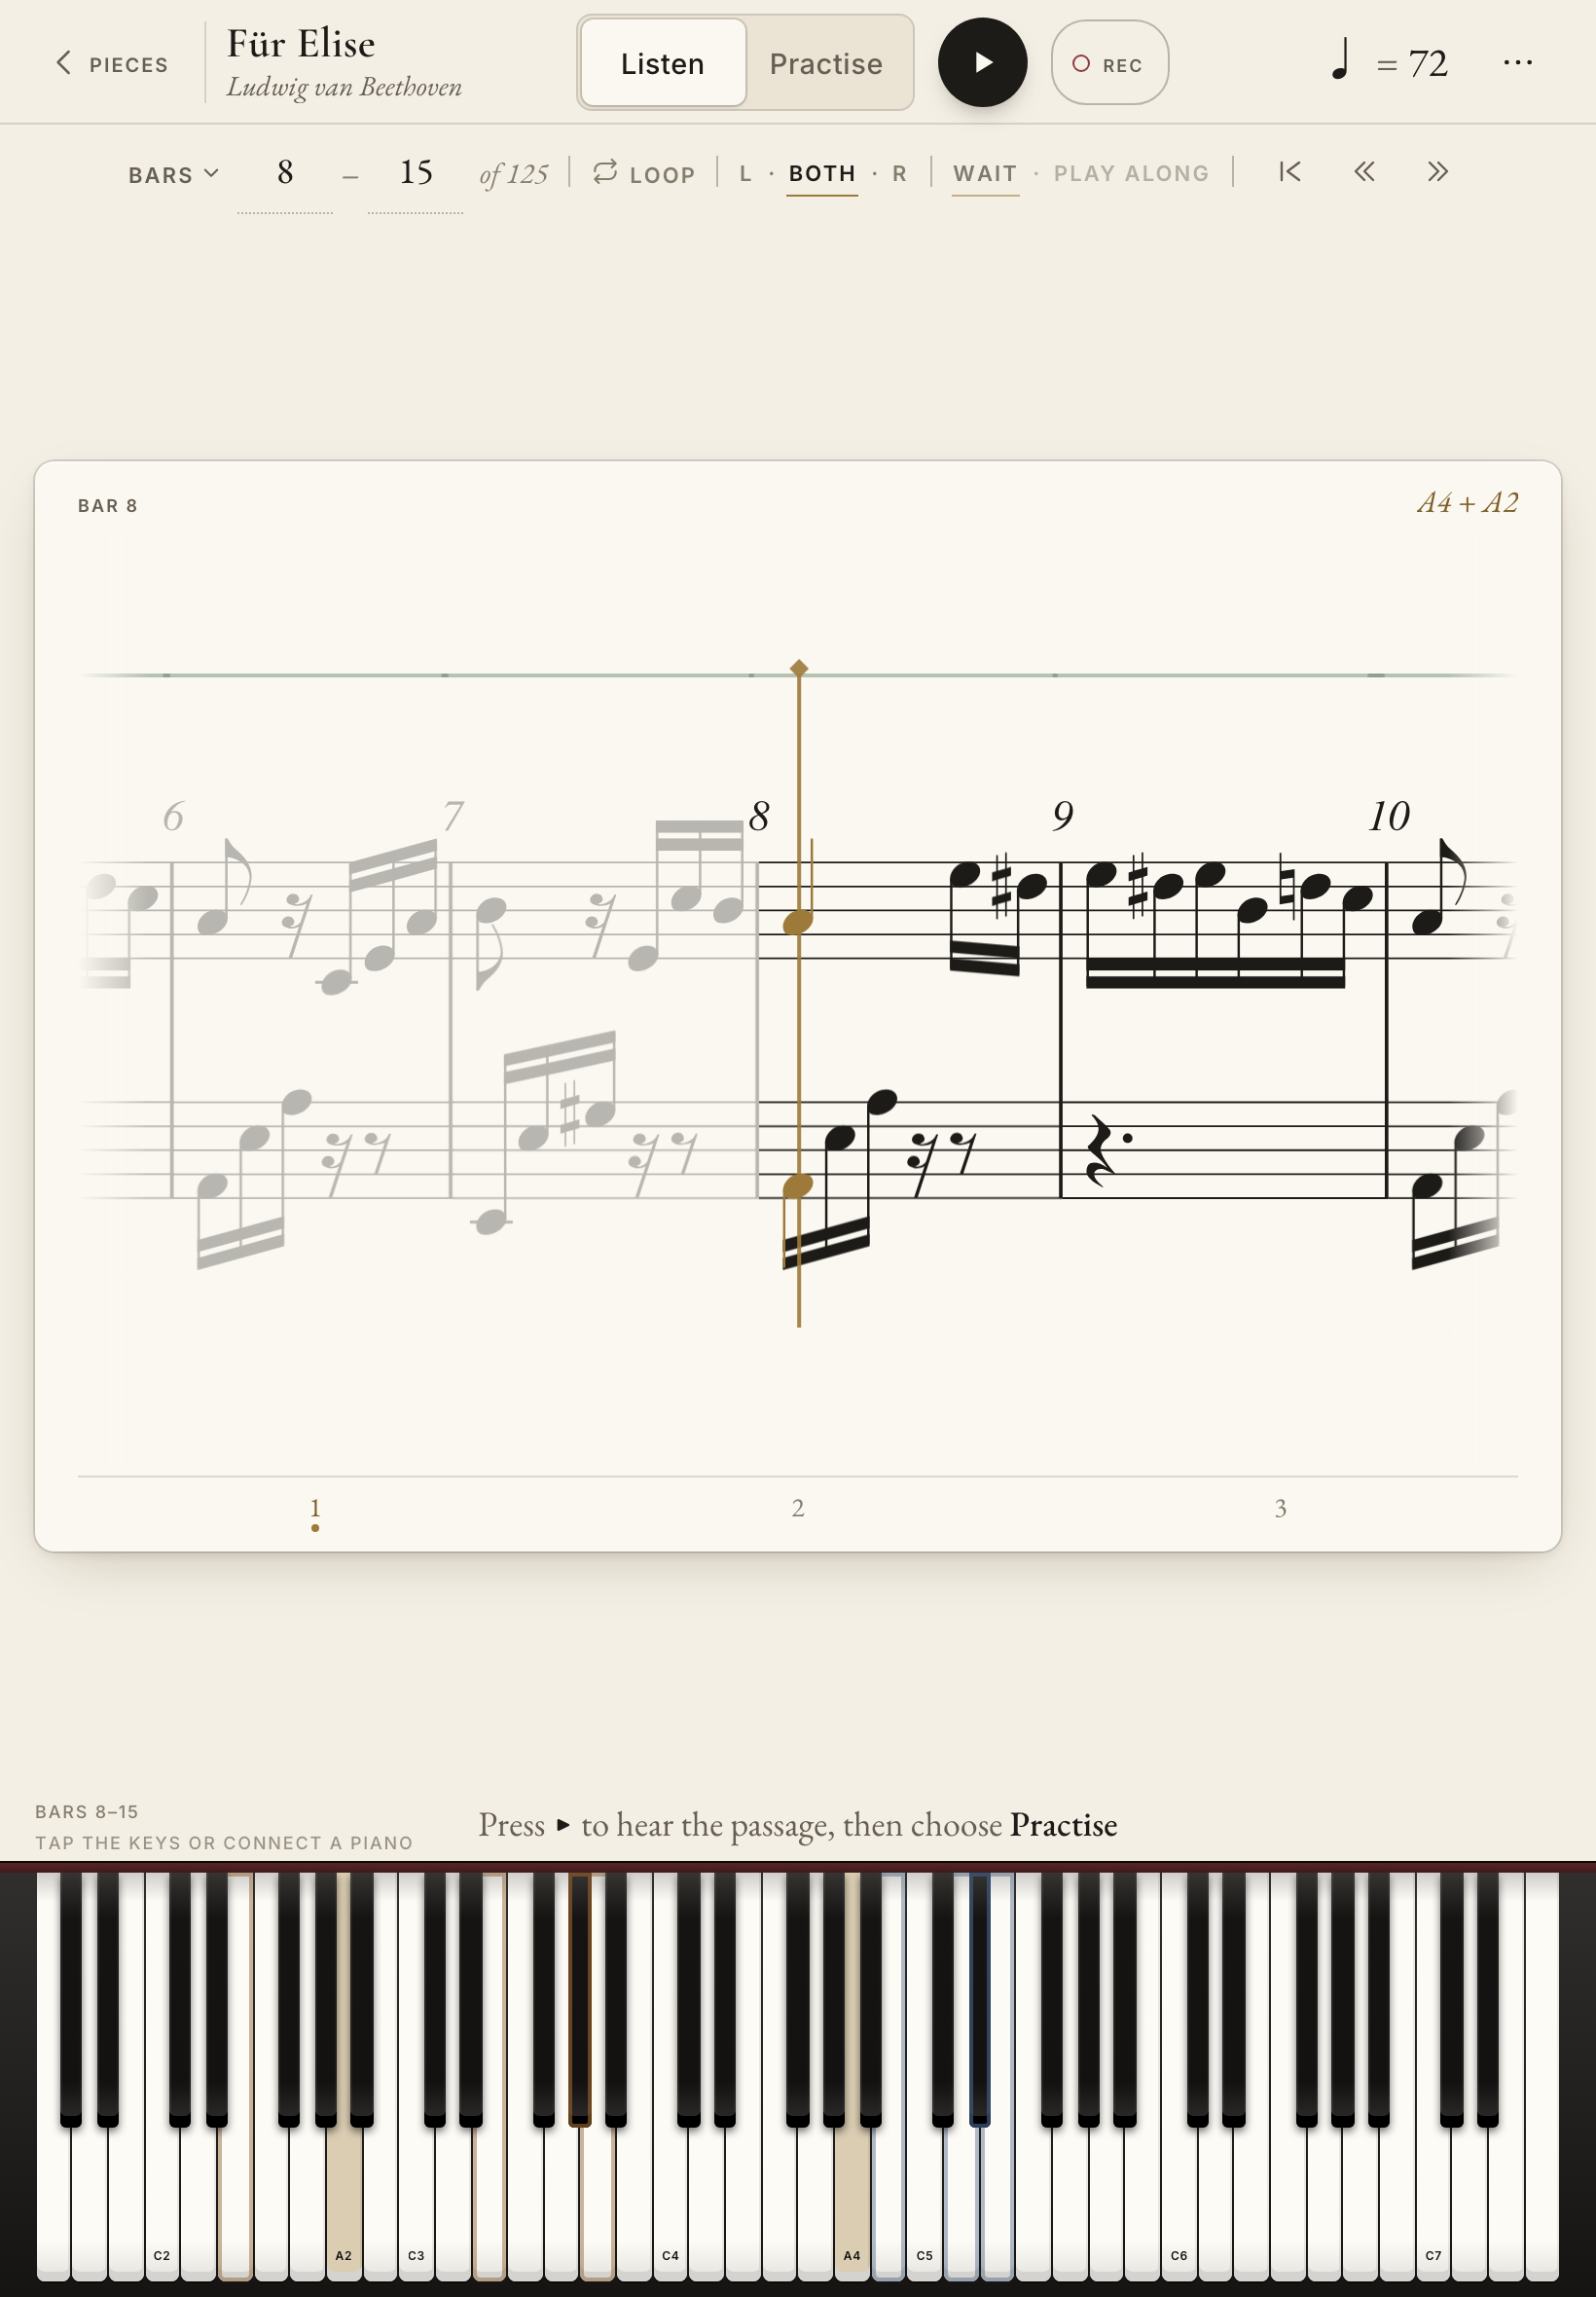 PIECES
Für Elise
Ludwig van Beethoven
Listen
Practise
REC
= 72
...
BARS 8 – 15 of 125
LOOP
L · BOTH · R
WAIT · PLAY ALONG
BAR 8
A4 + A2
6 7 8 9 10
1 2 3
BARS 8–15
TAP THE KEYS OR CONNECT A PIANO
Press ▶ to hear the passage, then choose Practise
C2 A2 C3 C4 A4 C5 C6 C7